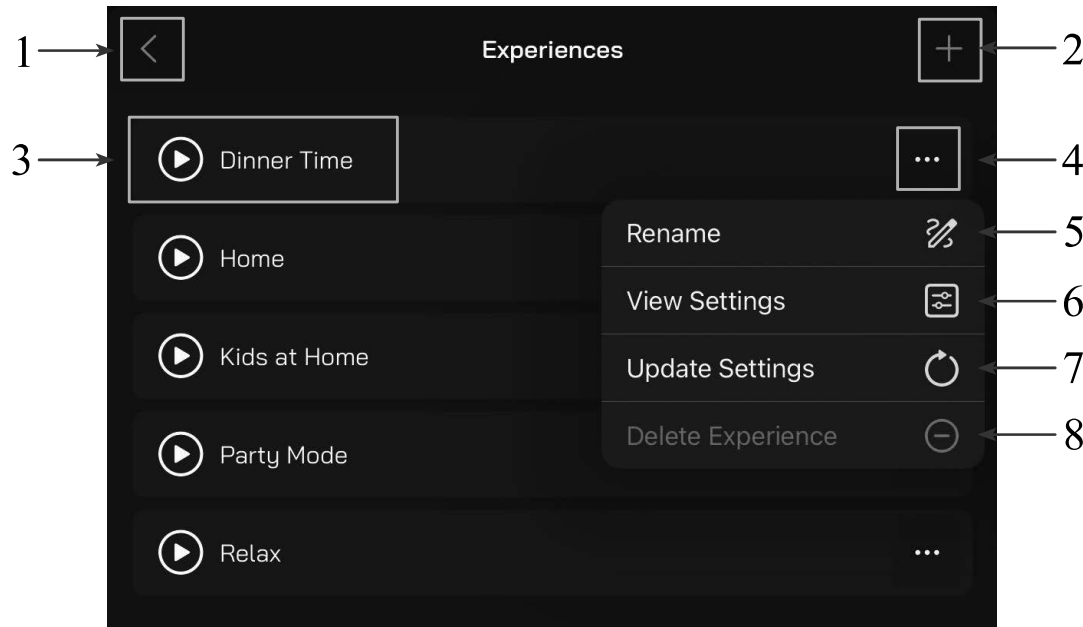 1 Experiences 2
3 Dinner Time 4
Rename 5
Home
View Settings 6
Kids at Home
Update Settings 7
Delete Experience 8
Party Mode
Relax